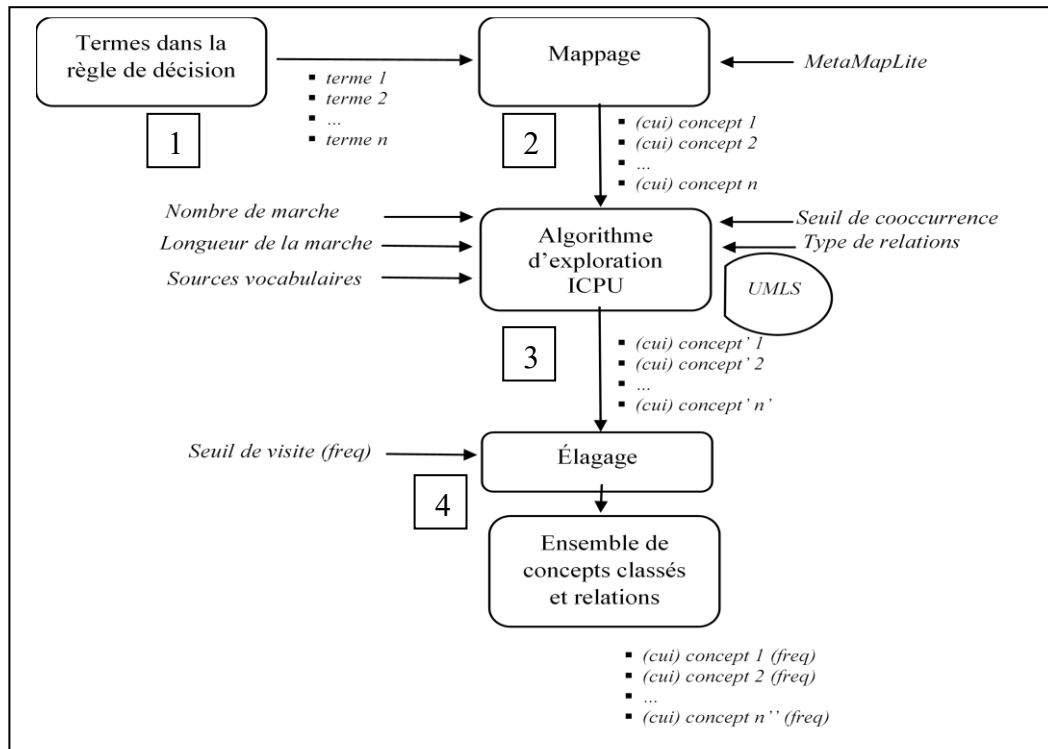 Termes dans la
règle de décision
▪ terme 1
▪ terme 2
▪ ...
▪ terme n
1
Mappage
MetaMapLite
2
▪ (cui) concept 1
▪ (cui) concept 2
▪ ...
▪ (cui) concept n
Nombre de marche
Longueur de la marche
Sources vocabulaires
Algorithme
d’exploration
ICPU
Seuil de cooccurrence
Type de relations
UMLS
3
▪ (cui) concept’ 1
▪ (cui) concept’ 2
▪ ...
▪ (cui) concept’ n’
Seuil de visite (freq)
Élagage
4
Ensemble de
concepts classés
et relations
▪ (cui) concept 1 (freq)
▪ (cui) concept 2 (freq)
▪ ...
▪ (cui) concept n’’ (freq)